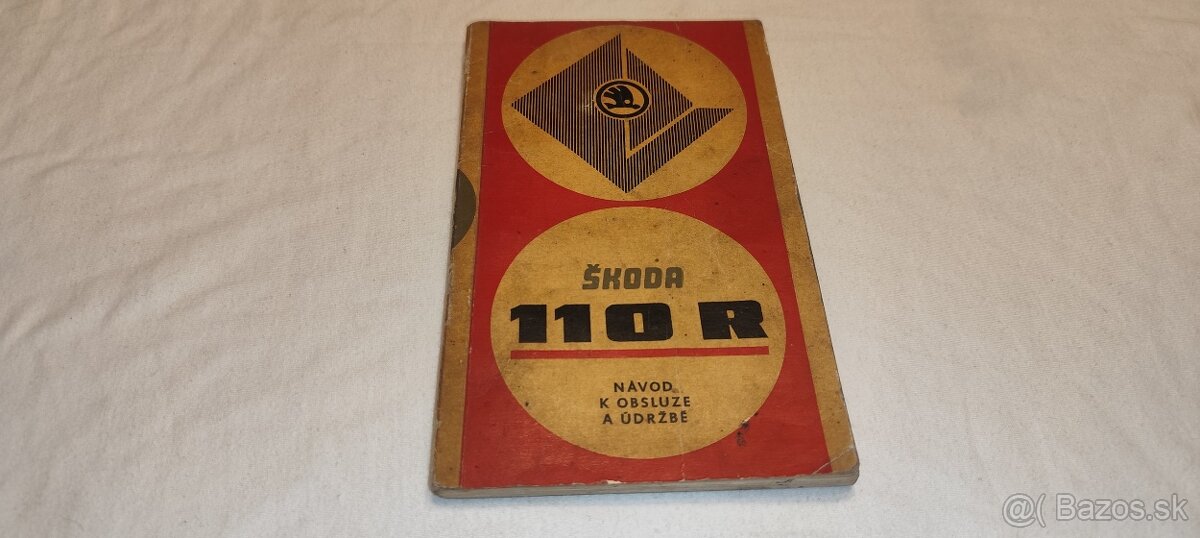 ŠKODA
110 R
NÁVOD
K OBSLUZE
A ÚDRŽBĚ
@( Bazos.sk